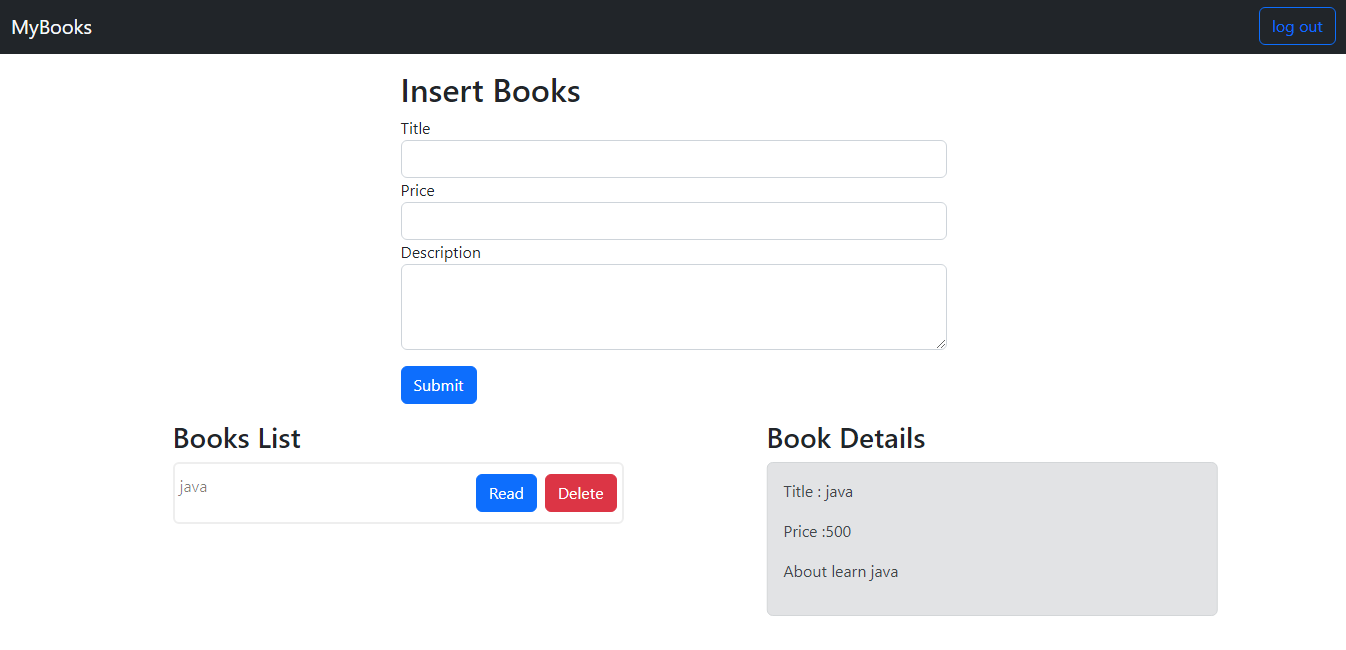 MyBooks
log out
Insert Books
Title
Price
Description
Submit
Books List
java
Read
Delete
Book Details
Title : java
Price :500
About learn java